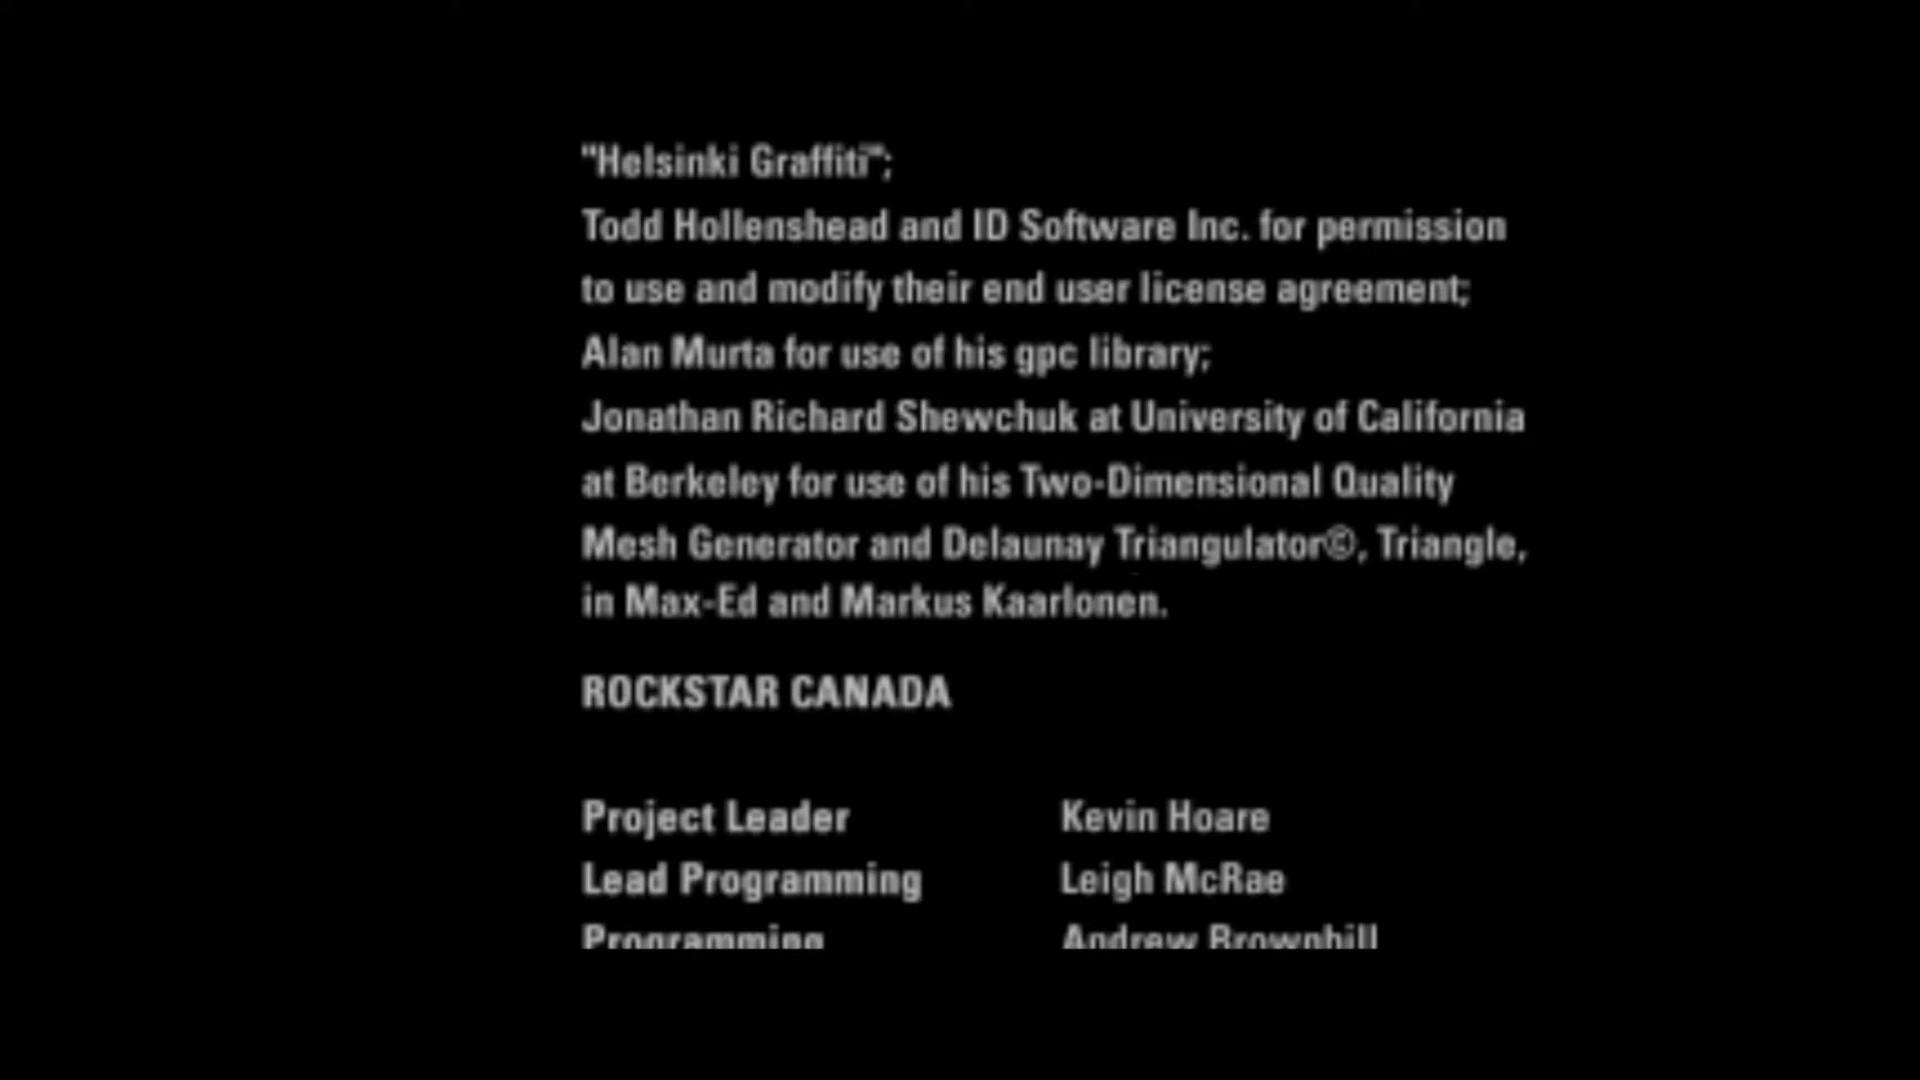 "Helsinki Graffiti";
Todd Hollenshead and ID Software Inc. for permission
to use and modify their end user license agreement;
Alan Murta for use of his gpc library;
Jonathan Richard Shewchuk at University of California
at Berkeley for use of his Two-Dimensional Quality
Mesh Generator and Delaunay Triangulator©, Triangle,
in Max-Ed and Markus Kaarlonen.
ROCKSTAR CANADA
Project Leader Kevin Hoare
Lead Programming Leigh McRae
Programming Andrew Brownhill